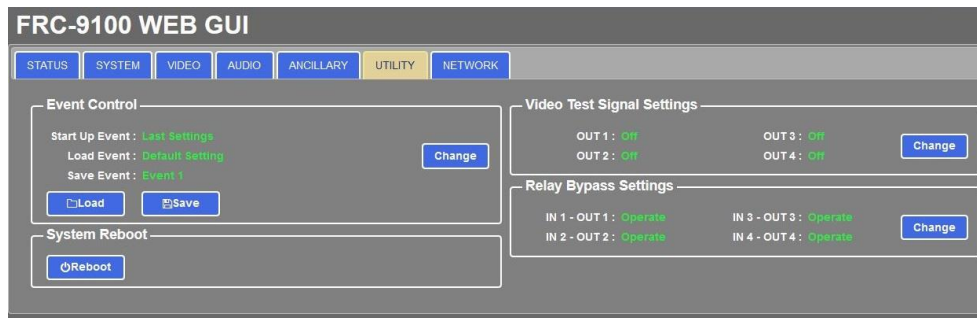 FRC-9100 WEB GUI
STATUS SYSTEM VIDEO AUDIO ANCILLARY UTILITY NETWORK
Event Control
Start Up Event : Last Settings
Load Event : Default Setting
Save Event : Event 1
Change
Load Save
System Reboot
Reboot
Video Test Signal Settings
OUT 1 : Off OUT 3 : Off
OUT 2 : Off OUT 4 : Off
Change
Relay Bypass Settings
IN 1 - OUT 1 : Operate IN 3 - OUT 3 : Operate
IN 2 - OUT 2 : Operate IN 4 - OUT 4 : Operate
Change